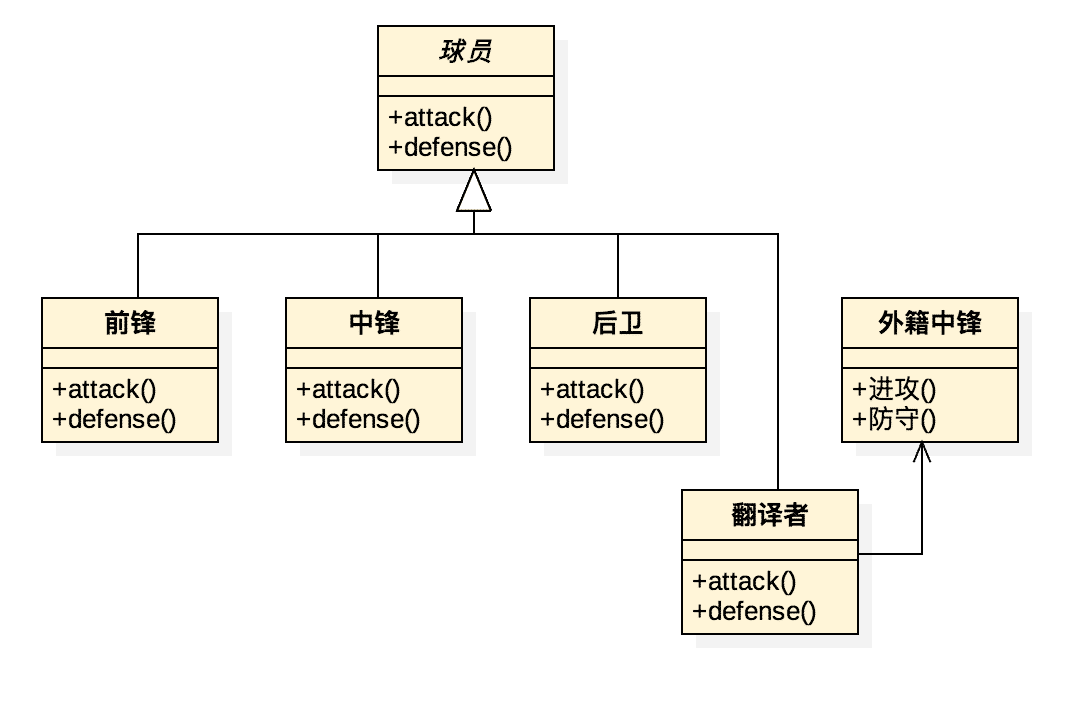 球员
+attack()
+defense()
前锋
+attack()
+defense()
中锋
+attack()
+defense()
后卫
+attack()
+defense()
外籍中锋
+进攻()
+防守()
翻译者
+attack()
+defense()